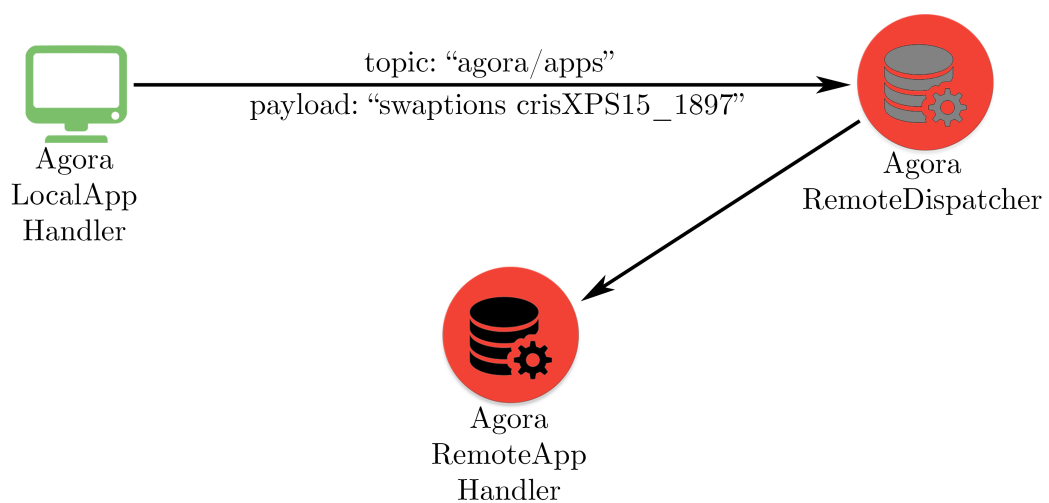 topic: “agora/apps”
payload: “swaptions crisXPS15_1897”
Agora
LocalApp
Handler
Agora
RemoteDispatcher
Agora
RemoteApp
Handler